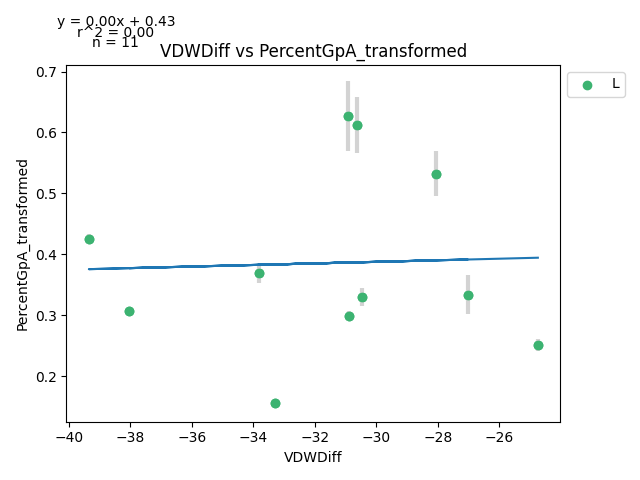 y = 0.00x + 0.43
r^2 = 0.00
n = 11
VDWDiff vs PercentGpA_transformed
L
PercentGpA_transformed
0.7
0.6
0.5
0.4
0.3
0.2
−40 −38 −36 −34 −32 −30 −28 −26
VDWDiff